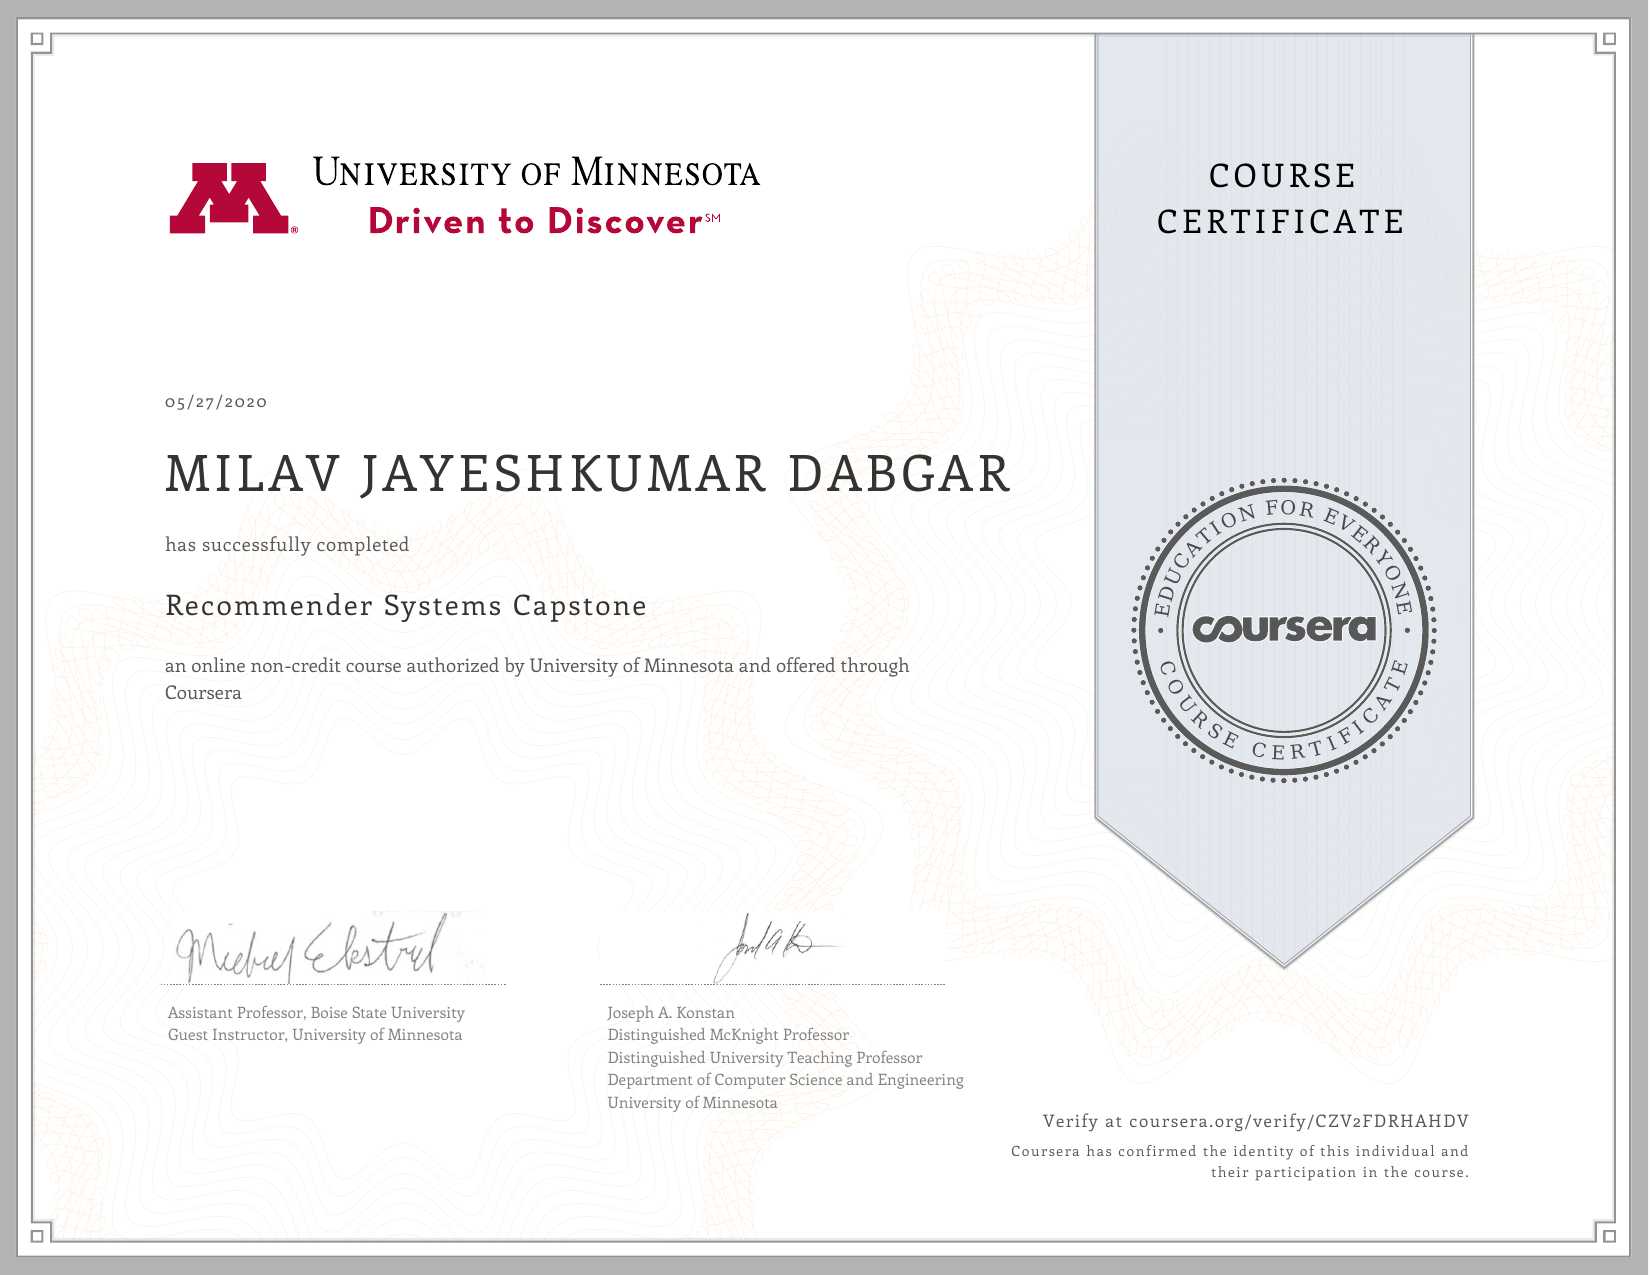 UNIVERSITY OF MINNESOTA
Driven to Discover℠
COURSE
CERTIFICATE
05/27/2020
MILAV JAYESHKUMAR DABGAR
has successfully completed
Recommender Systems Capstone
an online non-credit course authorized by University of Minnesota and offered through
Coursera
EDUCATION FOR EVERYONE
coursera
COURSE CERTIFICATE
Michael Ekstrand
Assistant Professor, Boise State University
Guest Instructor, University of Minnesota
Joseph A. Konstan
Distinguished McKnight Professor
Distinguished University Teaching Professor
Department of Computer Science and Engineering
University of Minnesota
Verify at coursera.org/verify/CZV2FDRHAHDV
Coursera has confirmed the identity of this individual and
their participation in the course.